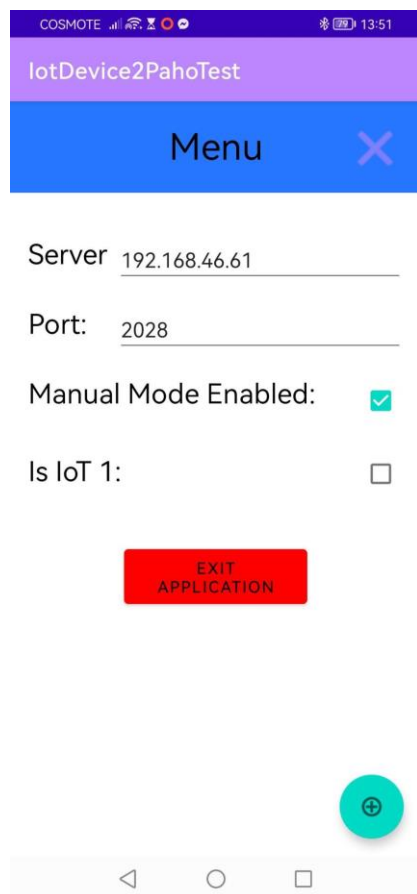 COSMOTE 79 13:51
IotDevice2PahoTest
Menu
Server 192.168.46.61
Port: 2028
Manual Mode Enabled:
Is IoT 1:
EXIT
APPLICATION